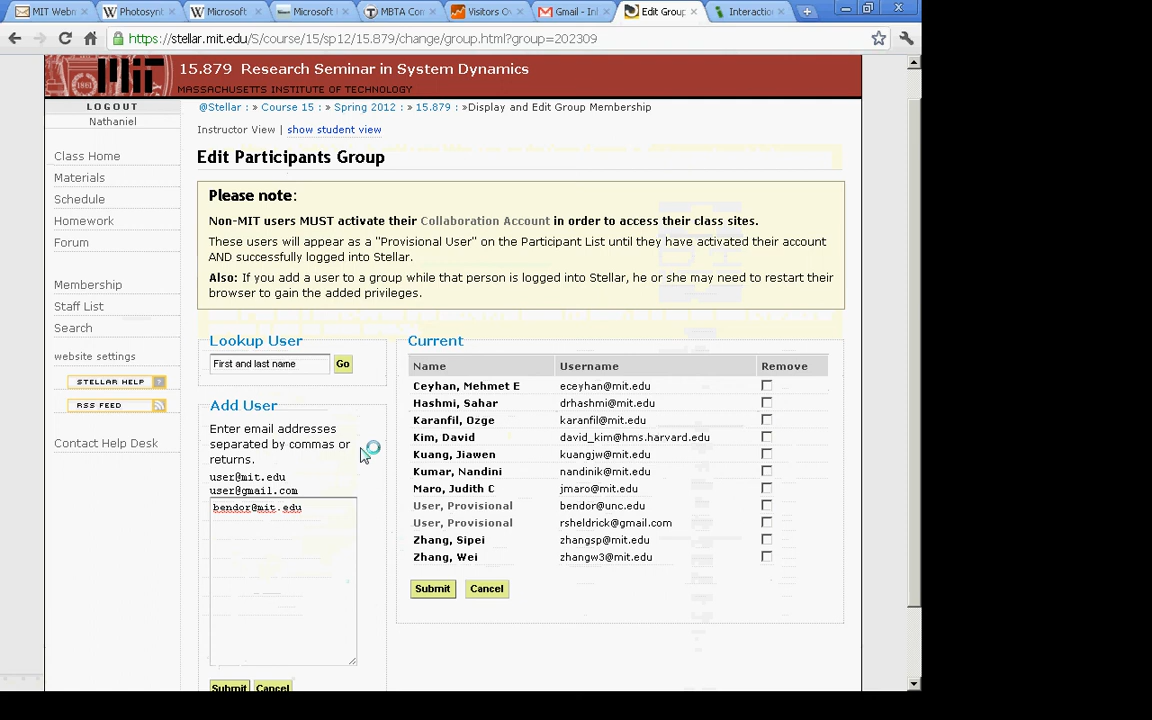 MIT Webm
Photosynt
Microsoft
Microsoft
MBTA Com
Visitors Ov
Gmail - Inb
Edit Group
Interaction
https://stellar.mit.edu/S/course/15/sp12/15.879/change/group.html?group=202309
MIT
15.879 Research Seminar in System Dynamics
MASSACHUSETTS INSTITUTE OF TECHNOLOGY
LOGOUT
Nathaniel
@Stellar : » Course 15 : » Spring 2012 : » 15.879 : »Display and Edit Group Membership
Instructor View | show student view
Class Home
Materials
Schedule
Homework
Forum
Membership
Staff List
Search
website settings
STELLAR HELP ?
RSS FEED
Contact Help Desk
Edit Participants Group
Please note:
Non-MIT users MUST activate their Collaboration Account in order to access their class sites.
These users will appear as a "Provisional User" on the Participant List until they have activated their account
AND successfully logged into Stellar.
Also: If you add a user to a group while that person is logged into Stellar, he or she may need to restart their
browser to gain the added privileges.
Lookup User
First and last name
Go
Add User
Enter email addresses
separated by commas or
returns.
user@mit.edu
user@gmail.com
bendor@mit.edu
Submit Cancel
Current
Name Username Remove
Ceyhan, Mehmet E eceyhan@mit.edu
Hashmi, Sahar drhashmi@mit.edu
Karanfil, Ozge karanfil@mit.edu
Kim, David david_kim@hms.harvard.edu
Kuang, Jiawen kuangjw@mit.edu
Kumar, Nandini nandinik@mit.edu
Maro, Judith C jmaro@mit.edu
User, Provisional bendor@unc.edu
User, Provisional rsheldrick@gmail.com
Zhang, Sipei zhangsp@mit.edu
Zhang, Wei zhangw3@mit.edu
Submit Cancel